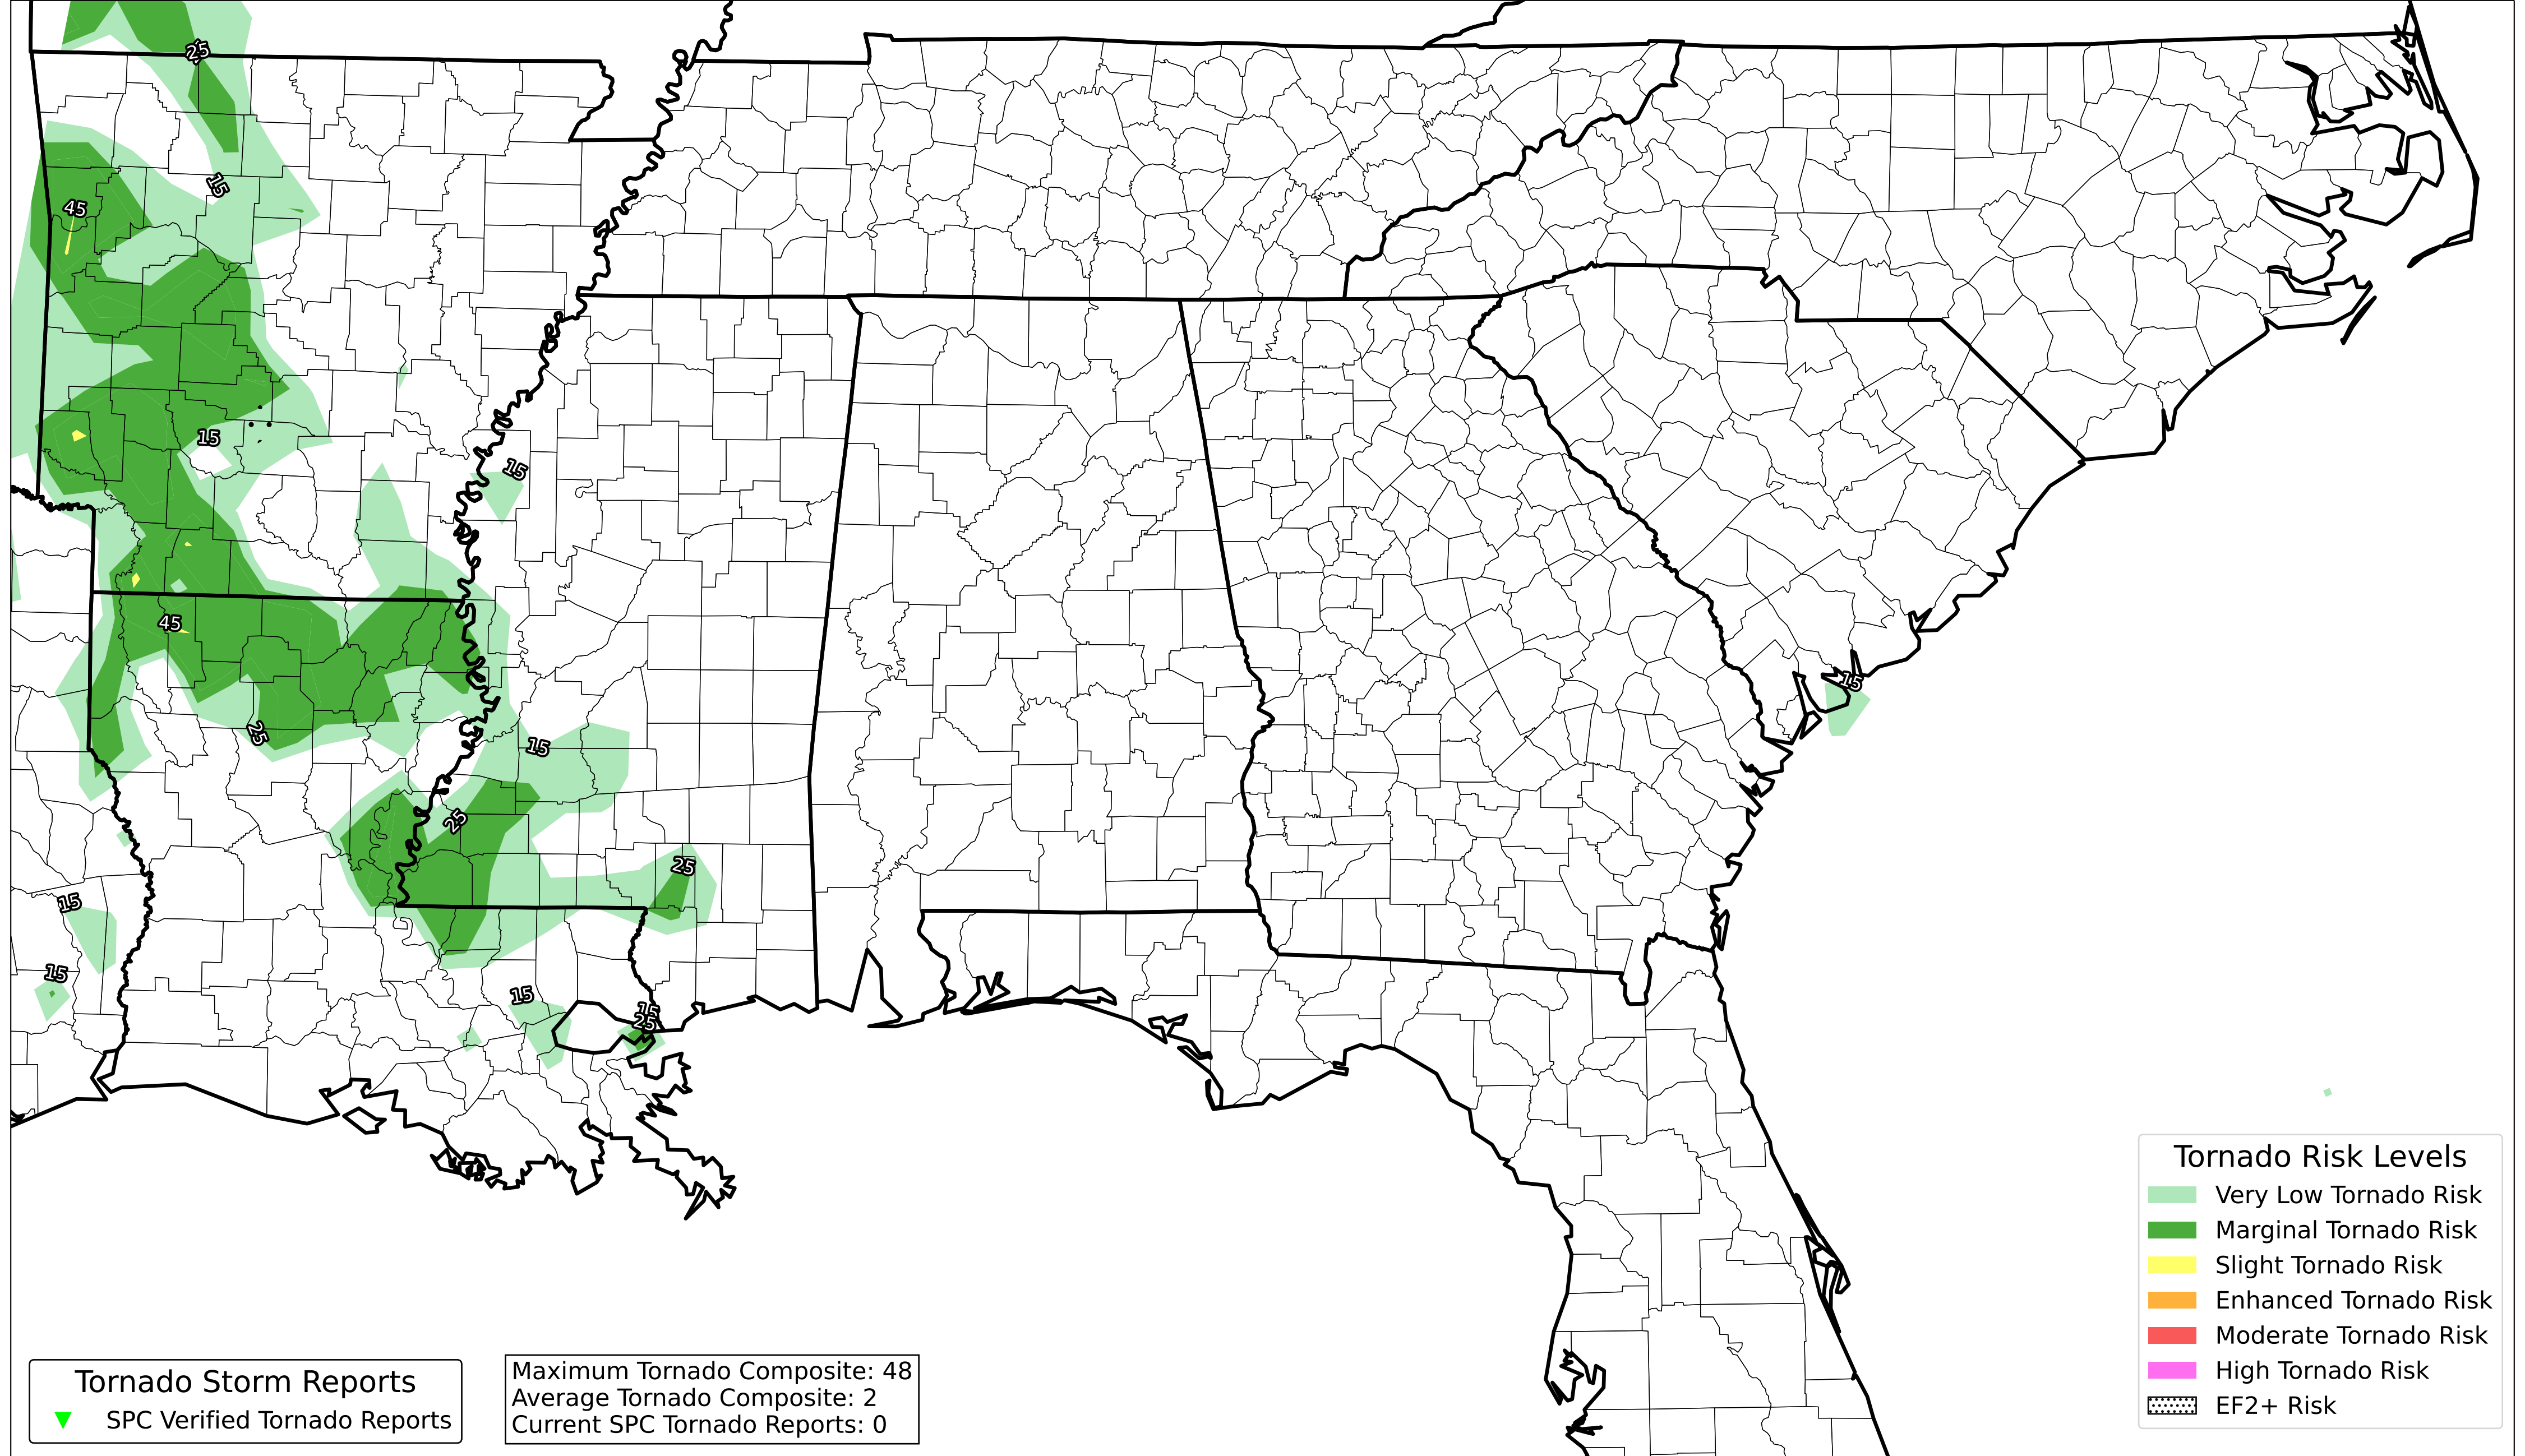 25
15
45
15
15
45
25
15
15
25
25
15
15
15
15
25
Tornado Risk Levels
Very Low Tornado Risk
Marginal Tornado Risk
Slight Tornado Risk
Enhanced Tornado Risk
Moderate Tornado Risk
High Tornado Risk
EF2+ Risk
Tornado Storm Reports
SPC Verified Tornado Reports
Maximum Tornado Composite: 48
Average Tornado Composite: 2
Current SPC Tornado Reports: 0